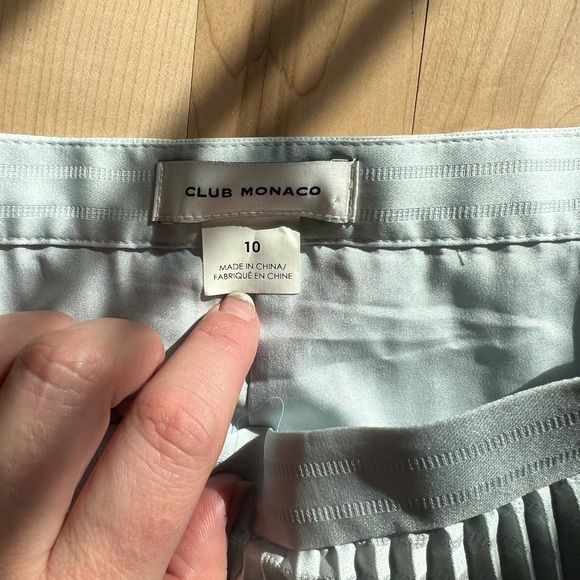 CLUB MONACO
10
MADE IN CHINA/
FABRIQUÉ EN CHINE